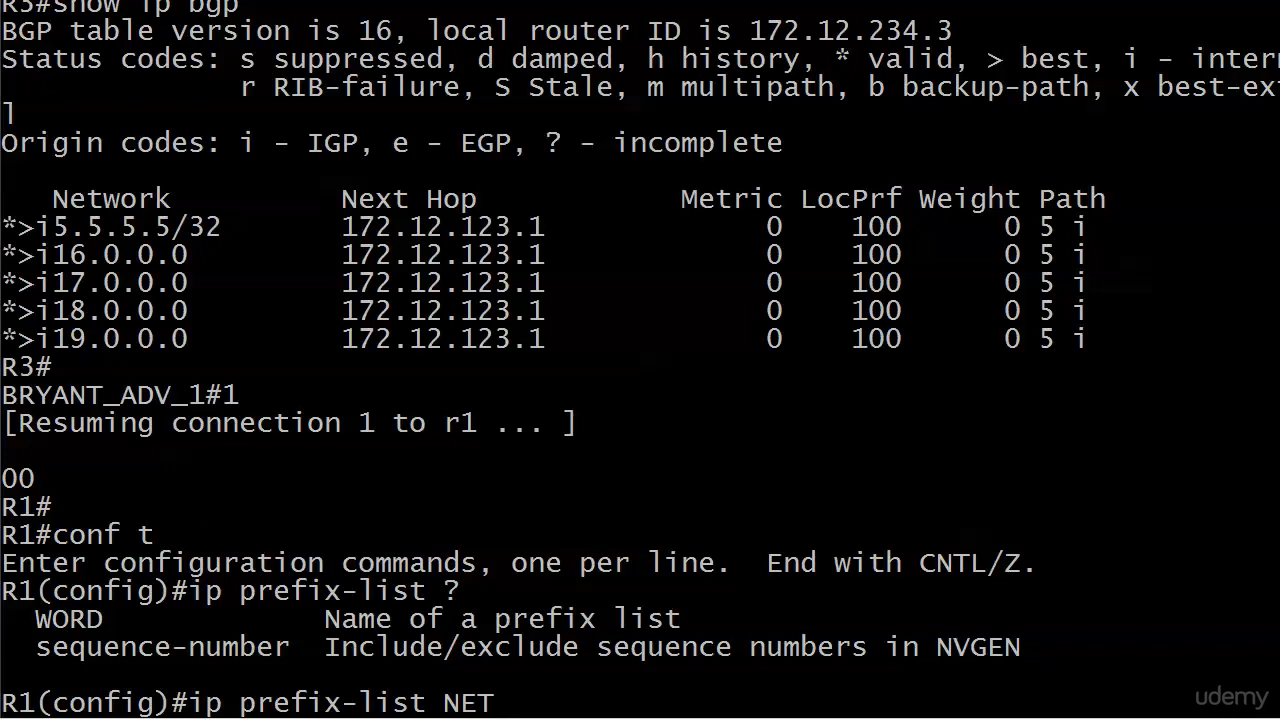 R3#show ip bgp
BGP table version is 16, local router ID is 172.12.234.3
Status codes: s suppressed, d damped, h history, * valid, > best, i - intern
r RIB-failure, S Stale, m multipath, b backup-path, x best-ext
l
Origin codes: i - IGP, e - EGP, ? - incomplete
Network Next Hop Metric LocPrf Weight Path
*>i5.5.5.5/32 172.12.123.1 0 100 0 5 i
*>i16.0.0.0 172.12.123.1 0 100 0 5 i
*>i17.0.0.0 172.12.123.1 0 100 0 5 i
*>i18.0.0.0 172.12.123.1 0 100 0 5 i
*>i19.0.0.0 172.12.123.1 0 100 0 5 i
R3#
BRYANT_ADV_1#1
[Resuming connection 1 to r1 ... ]
OO
R1#
R1#conf t
Enter configuration commands, one per line. End with CNTL/Z.
R1(config)#ip prefix-list ?
WORD Name of a prefix list
sequence-number Include/exclude sequence numbers in NVGEN
R1(config)#ip prefix-list NET
udemy